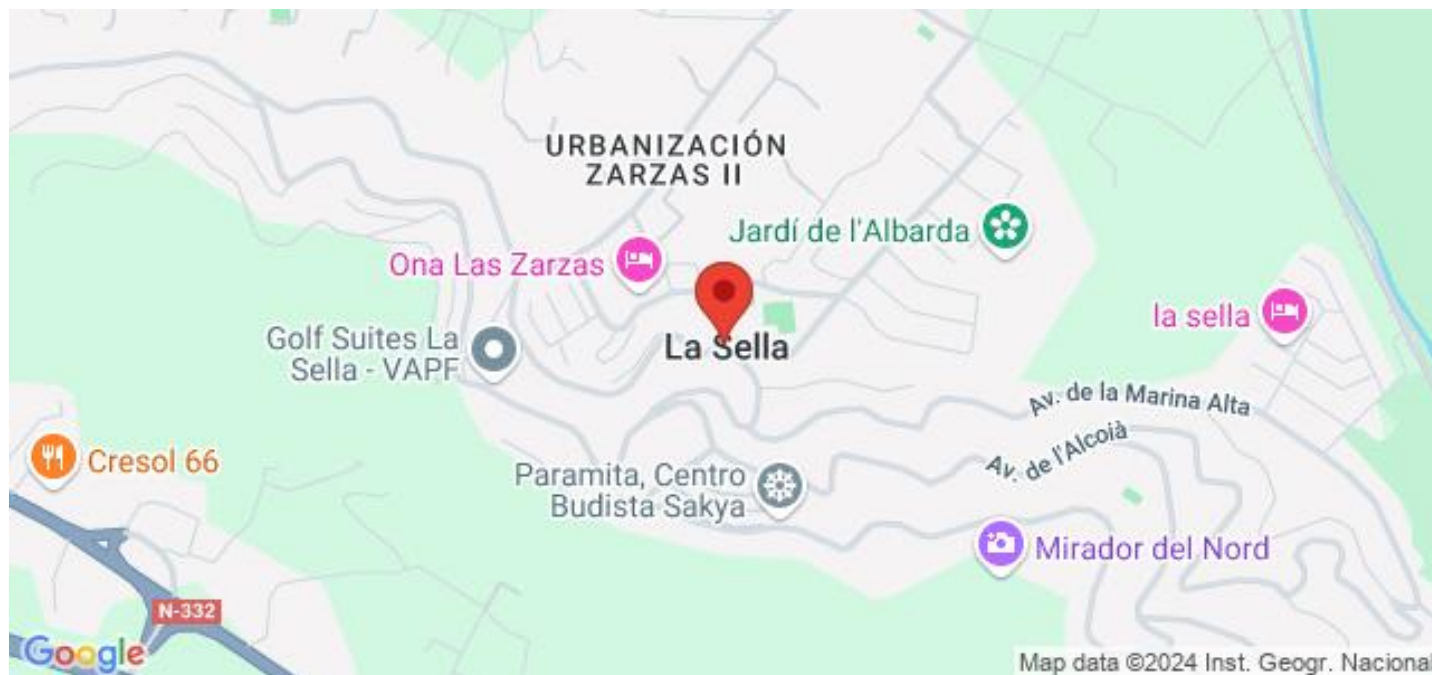 URBANIZACIÓN
ZARZAS II
Jardí de l'Albarda
Ona Las Zarzas
la sella
Golf Suites La
Sella - VAPF
La Sella
Av. de la Marina Alta
Av. de l'Alcoià
Cresol 66
Paramita, Centro
Budista Sakya
Mirador del Nord
N-332
Google
Map data ©2024 Inst. Geogr. Nacional